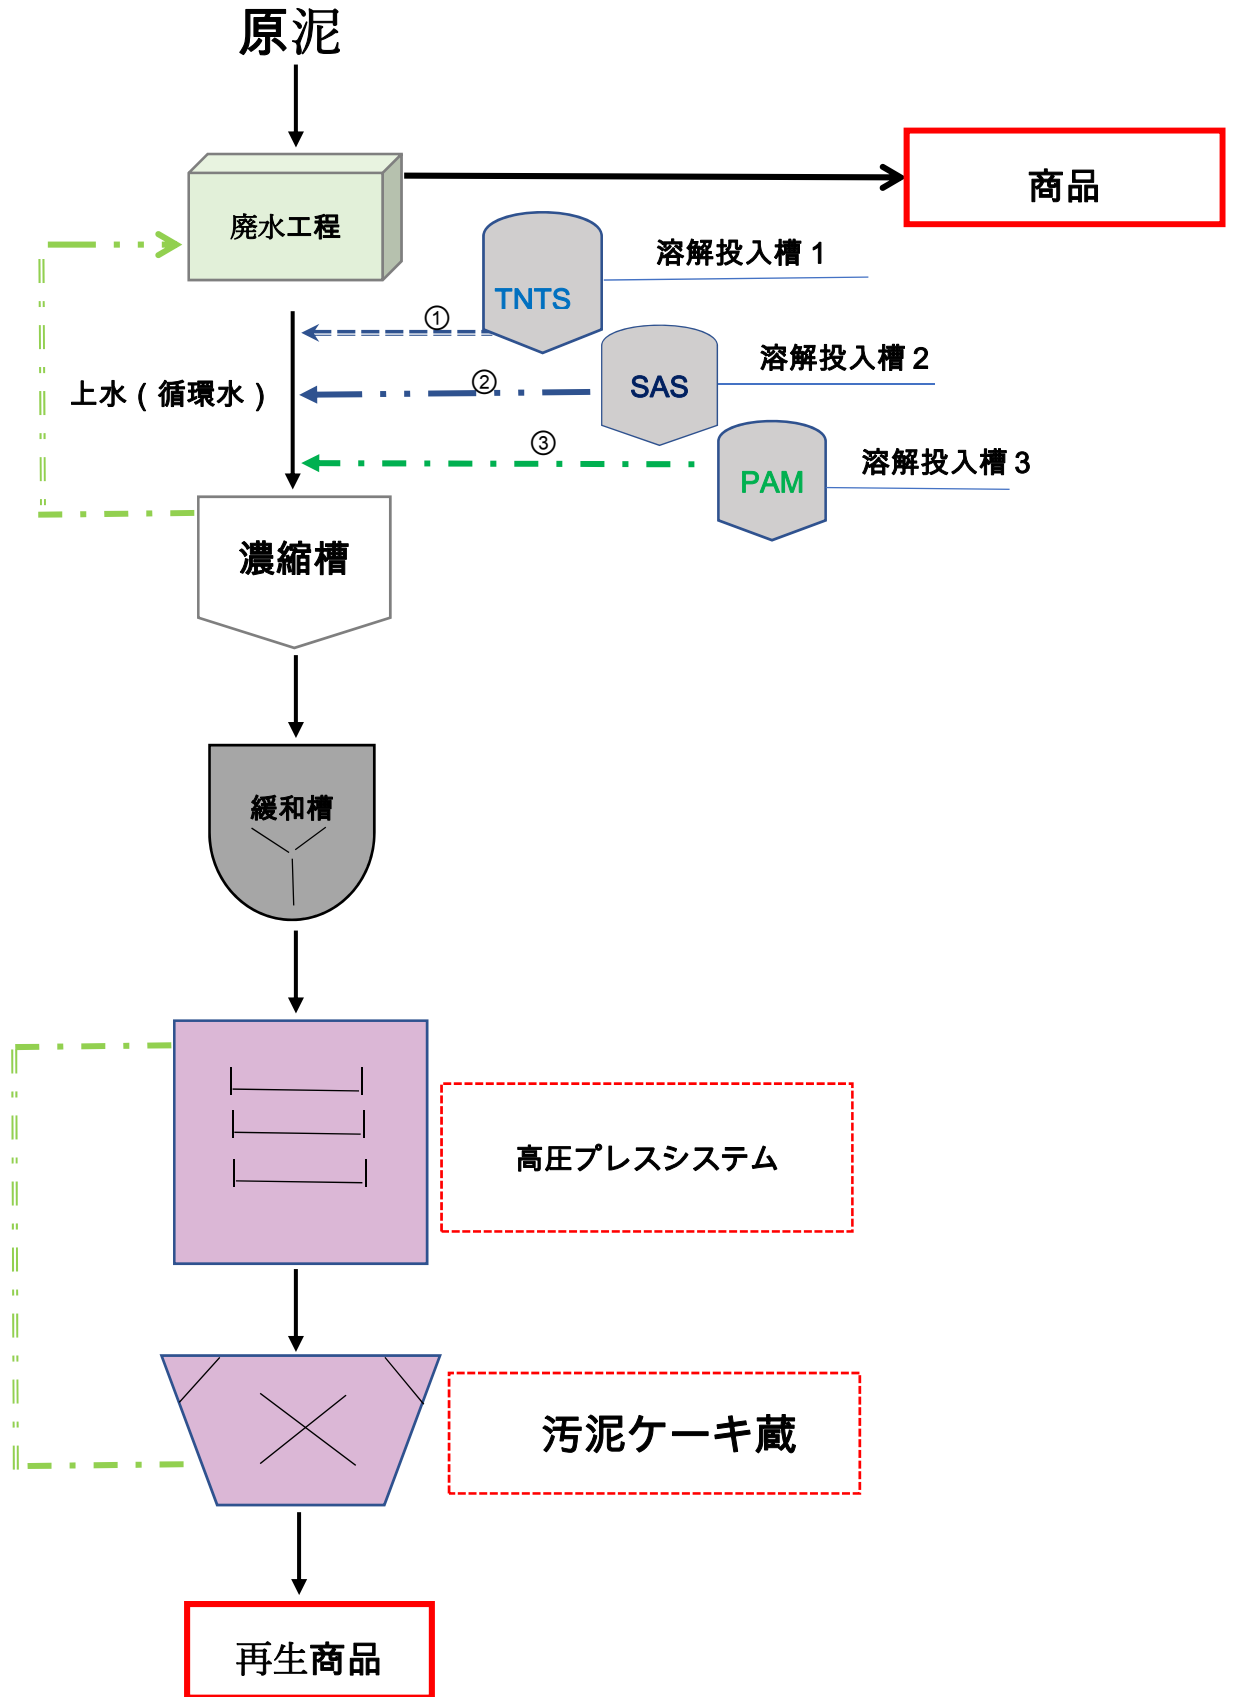 原泥
商品
廃水工程
溶解投入槽1
TNTS
①
溶解投入槽2
SAS
②
上水(循環水)
③
溶解投入槽3
PAM
濃縮槽
緩和槽
高圧プレスシステム
汚泥ケーキ蔵
再生商品